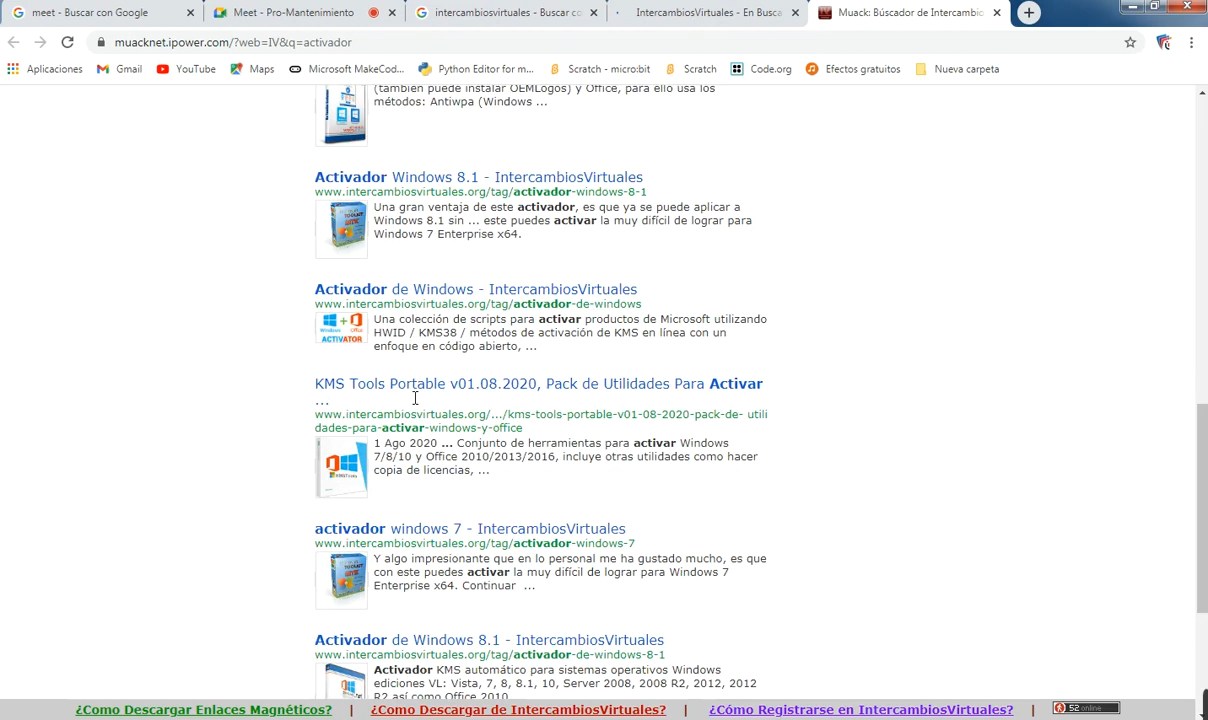 meet - Buscar con Google
Meet - Pro-Mantenimiento
intercambiosvirtuales - Buscar co
IntercambiosVirtuales - En Busca
Muack: Búscador de Intercambio
muacknet.ipower.com/?web=IV&q=activador
Aplicaciones
Gmail
YouTube
Maps
Microsoft MakeCod...
Python Editor for m...
Scratch - micro:bit
Scratch
Code.org
Efectos gratuitos
Nueva carpeta
(también puede instalar OEMLogos) y Office, para ello usa los
métodos: Antiwpa (Windows ...
Activador Windows 8.1 - IntercambiosVirtuales
www.intercambiosvirtuales.org/tag/activador-windows-8-1
Una gran ventaja de este activador, es que ya se puede aplicar a
Windows 8.1 sin ... este puedes activar la muy difícil de lograr para
Windows 7 Enterprise x64.
Activador de Windows - IntercambiosVirtuales
www.intercambiosvirtuales.org/tag/activador-de-windows
Una colección de scripts para activar productos de Microsoft utilizando
HWID / KMS38 / métodos de activación de KMS en línea con un
enfoque en código abierto, ...
Windows + Office
ACTIVATOR
KMS Tools Portable v01.08.2020, Pack de Utilidades Para Activar
...
www.intercambiosvirtuales.org/.../kms-tools-portable-v01-08-2020-pack-de- utili
dades-para-activar-windows-y-office
1 Ago 2020 ... Conjunto de herramientas para activar Windows
7/8/10 y Office 2010/2013/2016, incluye otras utilidades como hacer
copia de licencias, ...
activador windows 7 - IntercambiosVirtuales
www.intercambiosvirtuales.org/tag/activador-windows-7
Y algo impresionante que en lo personal me ha gustado mucho, es que
con este puedes activar la muy difícil de lograr para Windows 7
Enterprise x64. Continuar ...
Activador de Windows 8.1 - IntercambiosVirtuales
www.intercambiosvirtuales.org/tag/activador-de-windows-8-1
Activador KMS automático para sistemas operativos Windows
ediciones VL: Vista, 7, 8, 8.1, 10, Server 2008, 2008 R2, 2012, 2012
R2 así como Office 2010
¿Como Descargar Enlaces Magnéticos? | ¿Como Descargar de IntercambiosVirtuales? | ¿Cómo Registrarse en IntercambiosVirtuales? | 52 online